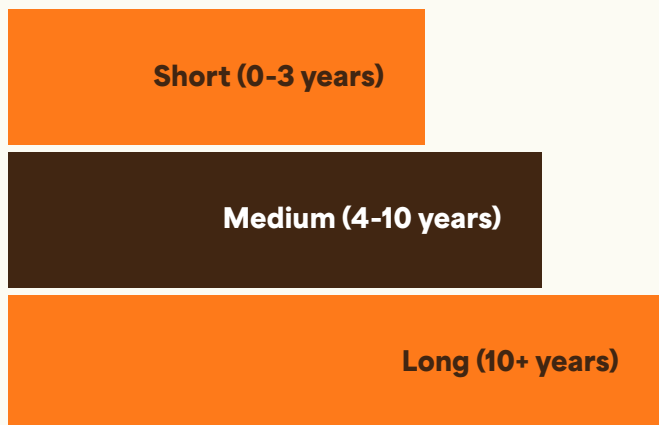 Short (0-3 years)
Medium (4-10 years)
Long (10+ years)